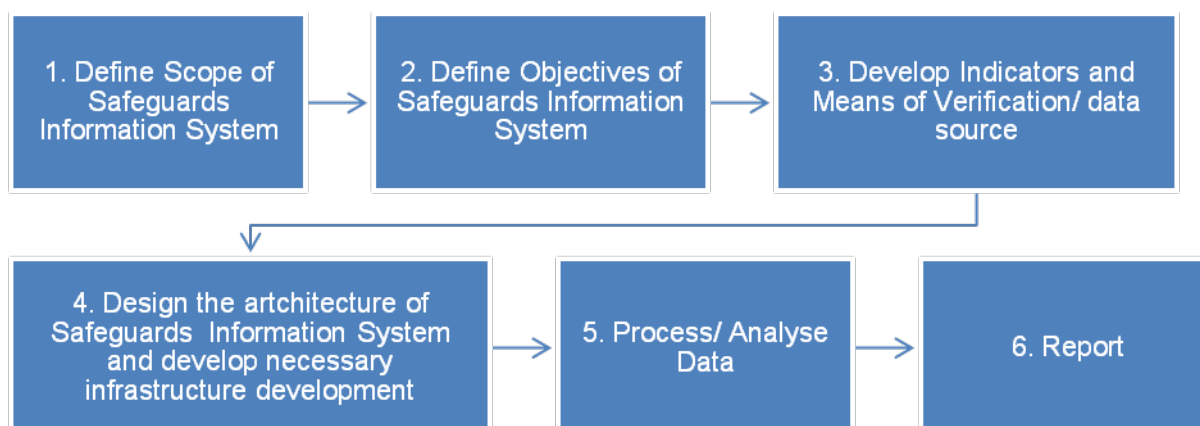 1. Define Scope of
Safeguards
Information System
2. Define Objectives of
Safeguards Information
System
3. Develop Indicators and
Means of Verification/ data
source
4. Design the artchitecture of
Safeguards  Information System
and develop necessary
infrastructure development
5. Process/ Analyse
Data
6. Report